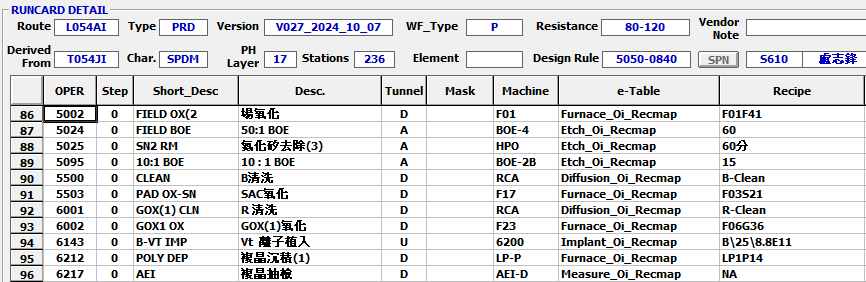 RUNCARD DETAIL
Route L054AI Type PRD Version V027_2024_10_07 WF_Type P Resistance 80-120 Vendor Note
Derived From T054JI Char. SPDM PH Layer 17 Stations 236 Element Design Rule 5050-0840 SPN S610 盧志鋒
OPER Step Short_Desc Desc. Tunnel Mask Machine e-Table Recipe
86 5002 0 FIELD OX(2 場氧化 D F01 Furnace_Oi_Recmap F01F41
87 5024 0 FIELD BOE 50:1 BOE A BOE-4 Etch_Oi_Recmap 60
88 5025 0 SN2 RM 氮化矽去除(3) A HPO Etch_Oi_Recmap 60分
89 5095 0 10:1 BOE 10 : 1 BOE A BOE-2B Etch_Oi_Recmap 15
90 5500 0 CLEAN B清洗 D RCA Diffusion_Oi_Recmap B-Clean
91 5503 0 PAD OX-SN SAC氧化 D F17 Furnace_Oi_Recmap F03S21
92 6001 0 GOX(1) CLN R 清洗 D RCA Diffusion_Oi_Recmap R-Clean
93 6002 0 GOX1 OX GOX(1)氧化 D F23 Furnace_Oi_Recmap F06G36
94 6143 0 B-VT IMP Vt 離子植入 U 6200 Implant_Oi_Recmap B\25\8.8E11
95 6212 0 POLY DEP 複晶沉積(1) D LP-P Furnace_Oi_Recmap LP1P14
96 6217 0 AEI 複晶抽檢 D AEI-D Measure_Oi_Recmap NA